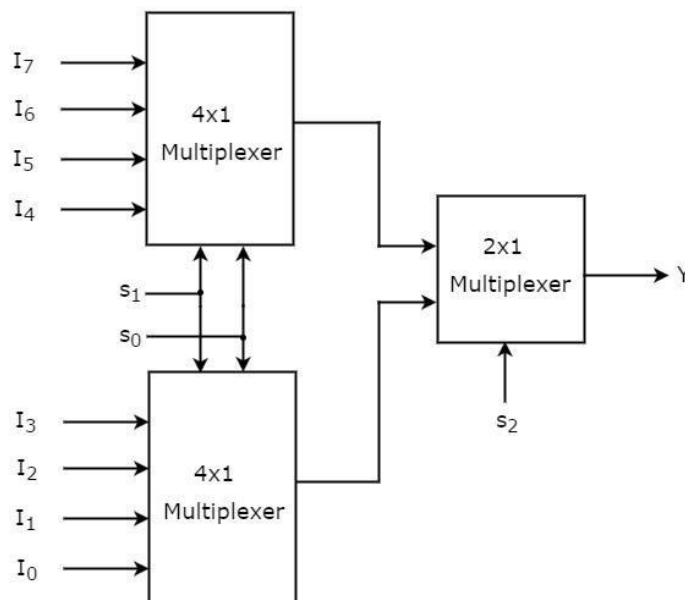 I₇
I₆
I₅
I₄
4x1
Multiplexer
s₁
s₀
I₃
I₂
I₁
I₀
4x1
Multiplexer
2x1
Multiplexer
s₂
Y